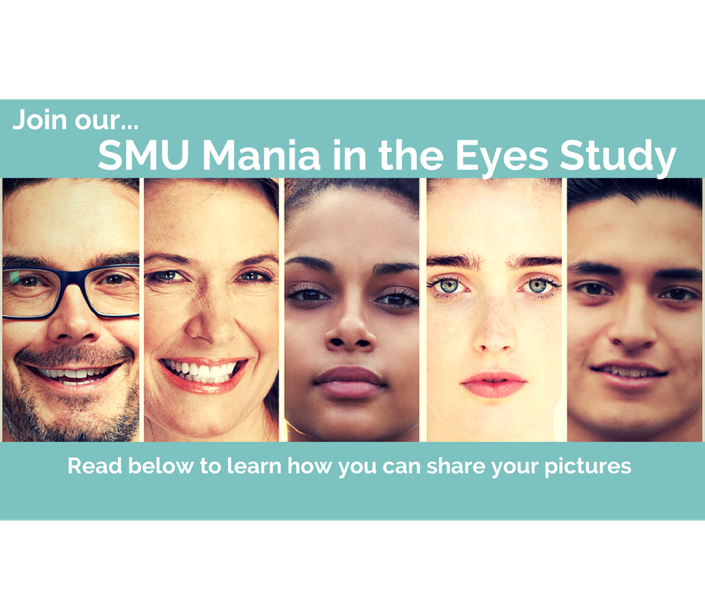 Join our...
SMU Mania in the Eyes Study
Read below to learn how you can share your pictures